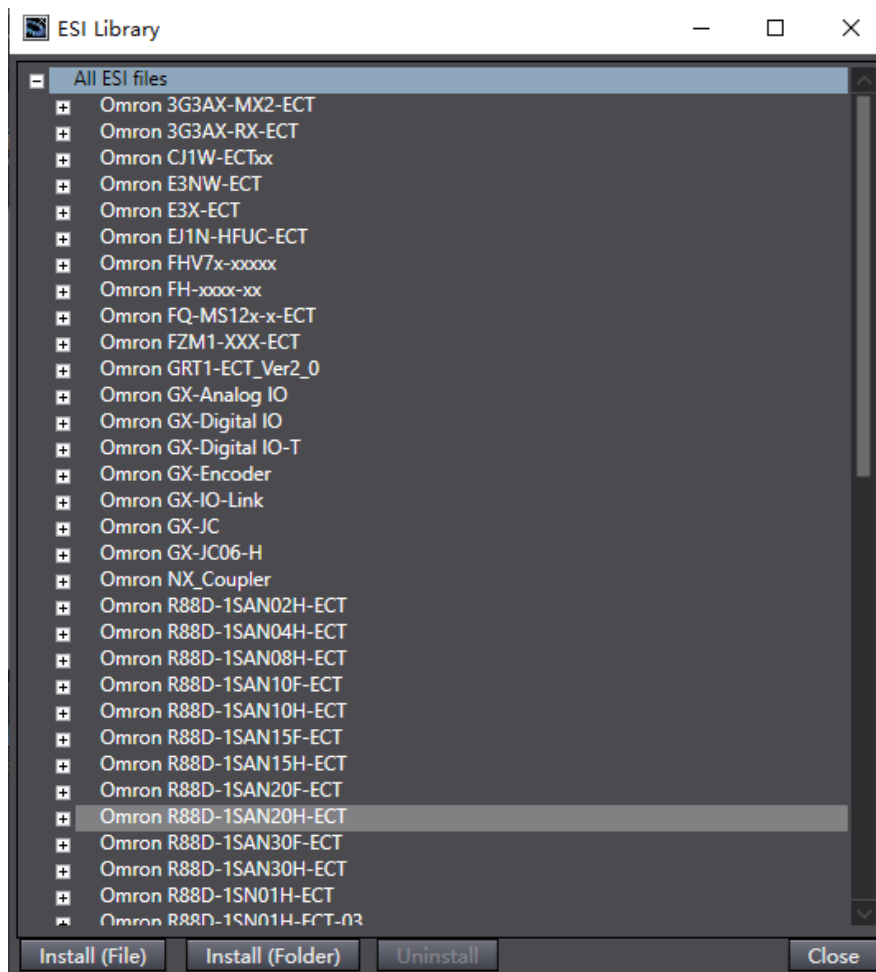 ESI Library
All ESI files
Omron 3G3AX-MX2-ECT
Omron 3G3AX-RX-ECT
Omron CJ1W-ECTxx
Omron E3NW-ECT
Omron E3X-ECT
Omron EJ1N-HFUC-ECT
Omron FHV7x-xxxxx
Omron FH-xxxx-xx
Omron FQ-MS12x-x-ECT
Omron FZM1-XXX-ECT
Omron GRT1-ECT_Ver2_0
Omron GX-Analog IO
Omron GX-Digital IO
Omron GX-Digital IO-T
Omron GX-Encoder
Omron GX-IO-Link
Omron GX-JC
Omron GX-JC06-H
Omron NX_Coupler
Omron R88D-1SAN02H-ECT
Omron R88D-1SAN04H-ECT
Omron R88D-1SAN08H-ECT
Omron R88D-1SAN10F-ECT
Omron R88D-1SAN10H-ECT
Omron R88D-1SAN15F-ECT
Omron R88D-1SAN15H-ECT
Omron R88D-1SAN20F-ECT
Omron R88D-1SAN20H-ECT
Omron R88D-1SAN30F-ECT
Omron R88D-1SAN30H-ECT
Omron R88D-1SN01H-ECT
Omron R88D-1SN01H-ECT-03
Install (File) Install (Folder) Uninstall Close